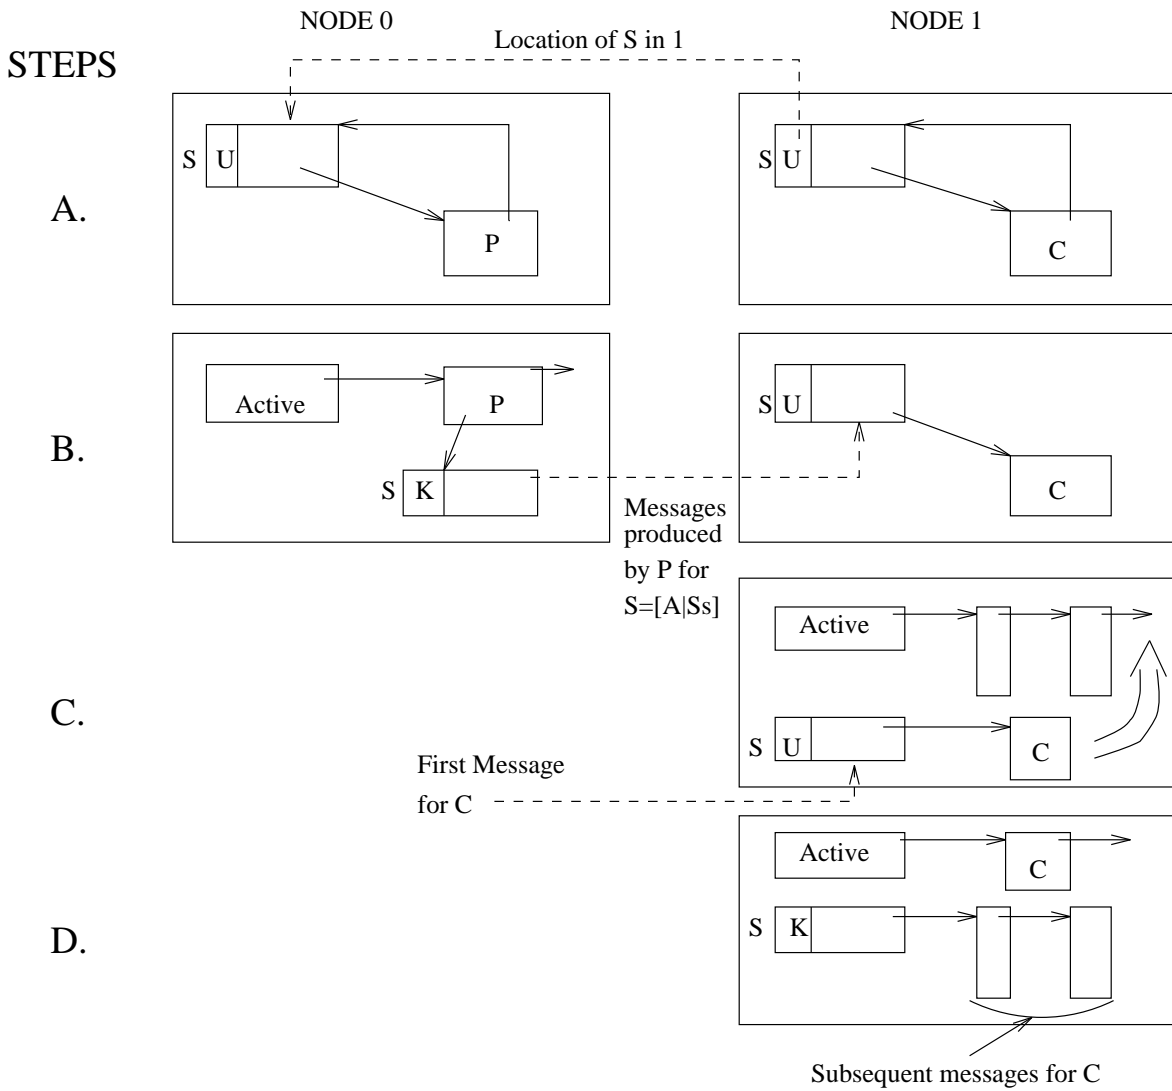 NODE 0
NODE 1
Location of S in 1
STEPS
A.
S U
P
S U
C
B.
Active
P
S K
S U
C
Messages
produced
by P for
S=[A|Ss]
C.
Active
S U
C
First Message
for C
D.
Active
C
S K
Subsequent messages for C